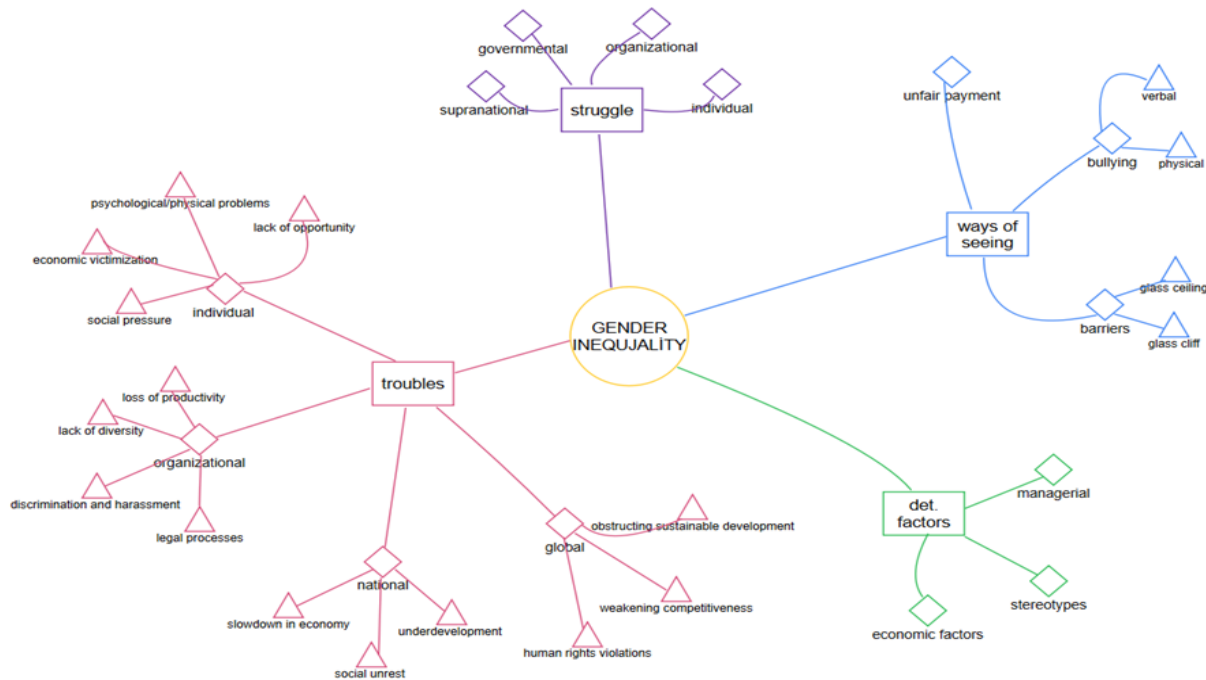 governmental
organizational
supranational
struggle
individual
unfair payment
verbal
bullying
physical
ways of
seeing
glass ceiling
barriers
glass cliff
psychological/physical problems
lack of opportunity
economic victimization
social pressure
individual
GENDER
INEQUJALİTY
troubles
loss of productivity
lack of diversity
organizational
discrimination and harassment
legal processes
managerial
det.
factors
stereotypes
economic factors
obstructing sustainable development
global
weakening competitiveness
human rights violations
national
slowdown in economy
underdevelopment
social unrest